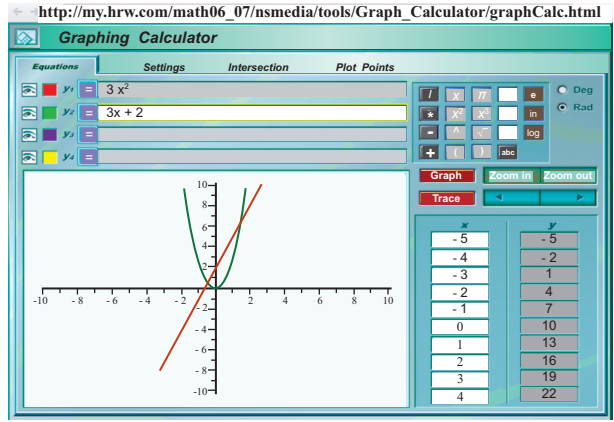 http://my.hrw.com/math06_07/nsmedia/tools/Graph_Calculator/graphCalc.html
Graphing Calculator
Equations Settings Intersection Plot Points
y1 = 3 x²
y2 = 3x + 2
y3 =
y4 =
/ x π e
* x² x³ in
- ^ √ log
+ ( ) abc
Deg
Rad
Graph Zoom in Zoom out
Trace
x y
- 5 - 5
- 4 - 2
- 3 1
- 2 4
- 1 7
0 10
1 13
2 16
3 19
4 22
10
6
4
2
-10 - 8 - 6 - 4 - 2 2 4 6 8 10
- 2
- 4
- 6
- 8
-10